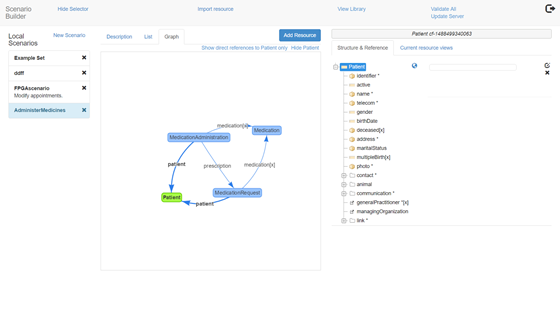 Scenario
Builder
Hide Selector
Import resource
View Library
Validate All
Update Server
Local
Scenarios
New Scenario
Example Set
ddff
FPGAscenario
Modify appointments.
AdministerMedicines
Description
List
Graph
Add Resource
Show direct references to Patient only
Hide Patient
medication[x]
Medication
MedicationAdministration
patient
prescription
medication[x]
MedicationRequest
Patient
patient
Patient cf-1488499340063
Structure & Reference
Current resource views
Patient
identifier *
active
name *
telecom *
gender
birthDate
deceased[x]
address *
maritalStatus
multipleBirth[x]
photo *
contact *
animal
communication *
generalPractitioner *[x]
managingOrganization
link *